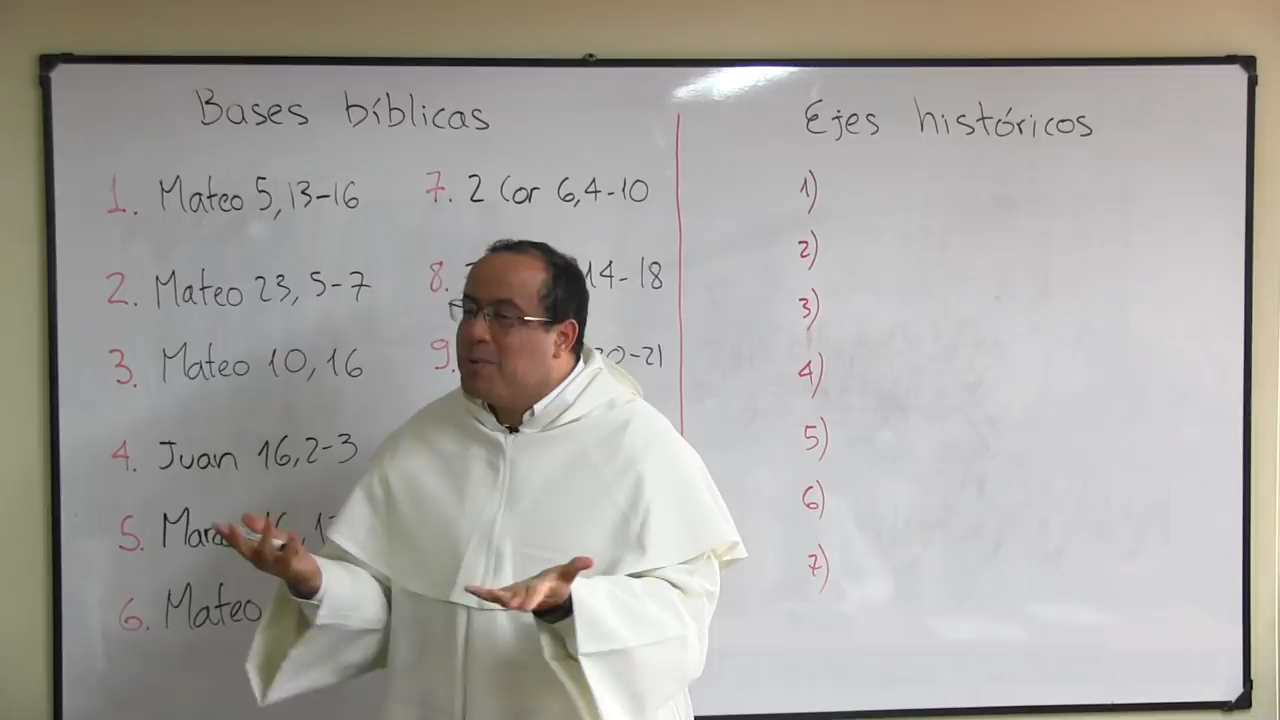 Bases bíblicas
1. Mateo 5,13-16
2. Mateo 23, 5-7
3. Mateo 10,16
4. Juan 16,2-3
5.
6. Mateo
7. 2 Cor 6,4-10
8. 14-18
9. 20-21
Ejes históricos
1)
2)
3)
4)
5)
6)
7)